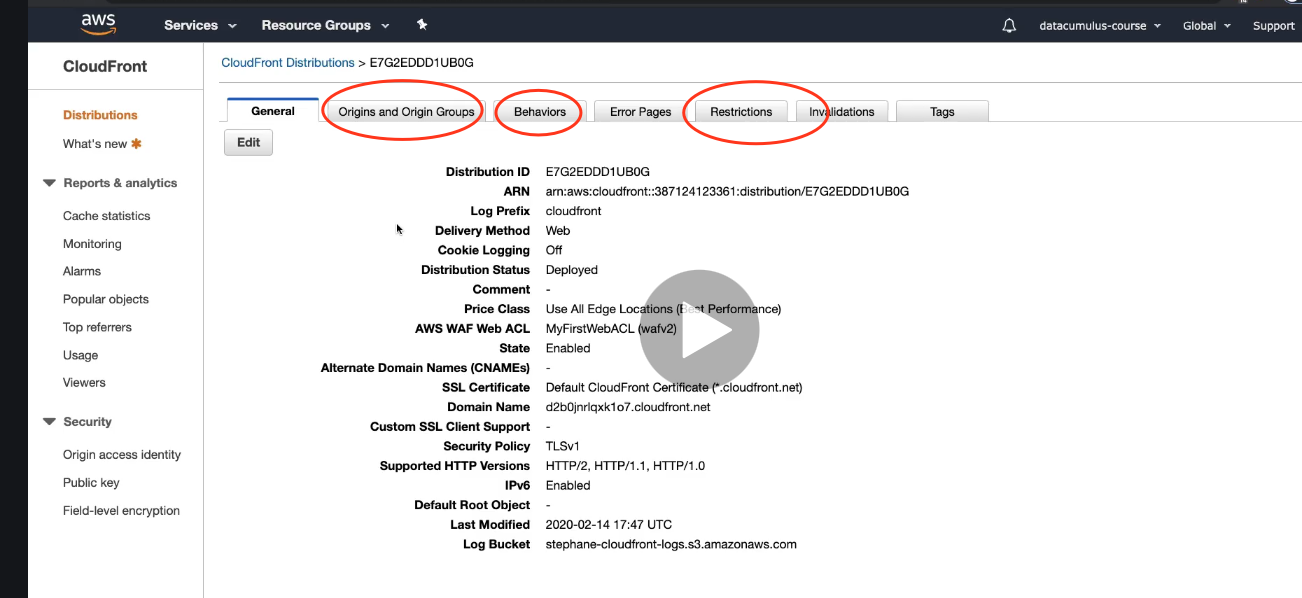 aws Services Resource Groups datacumulus-course Global Support
CloudFront
CloudFront Distributions > E7G2EDDD1UB0G
General Origins and Origin Groups Behaviors Error Pages Restrictions Invalidations Tags
Distributions
What's new
Reports & analytics
Cache statistics
Monitoring
Alarms
Popular objects
Top referrers
Usage
Viewers
Security
Origin access identity
Public key
Field-level encryption
Edit
Distribution ID E7G2EDDD1UB0G
ARN arn:aws:cloudfront::387124123361:distribution/E7G2EDDD1UB0G
Log Prefix cloudfront
Delivery Method Web
Cookie Logging Off
Distribution Status Deployed
Comment -
Price Class Use All Edge Locations (Best Performance)
AWS WAF Web ACL MyFirstWebACL (wafv2)
State Enabled
Alternate Domain Names (CNAMEs) -
SSL Certificate Default CloudFront Certificate (*.cloudfront.net)
Domain Name d2b0jnrlqxk1o7.cloudfront.net
Custom SSL Client Support -
Security Policy TLSv1
Supported HTTP Versions HTTP/2, HTTP/1.1, HTTP/1.0
IPv6 Enabled
Default Root Object -
Last Modified 2020-02-14 17:47 UTC
Log Bucket stephane-cloudfront-logs.s3.amazonaws.com